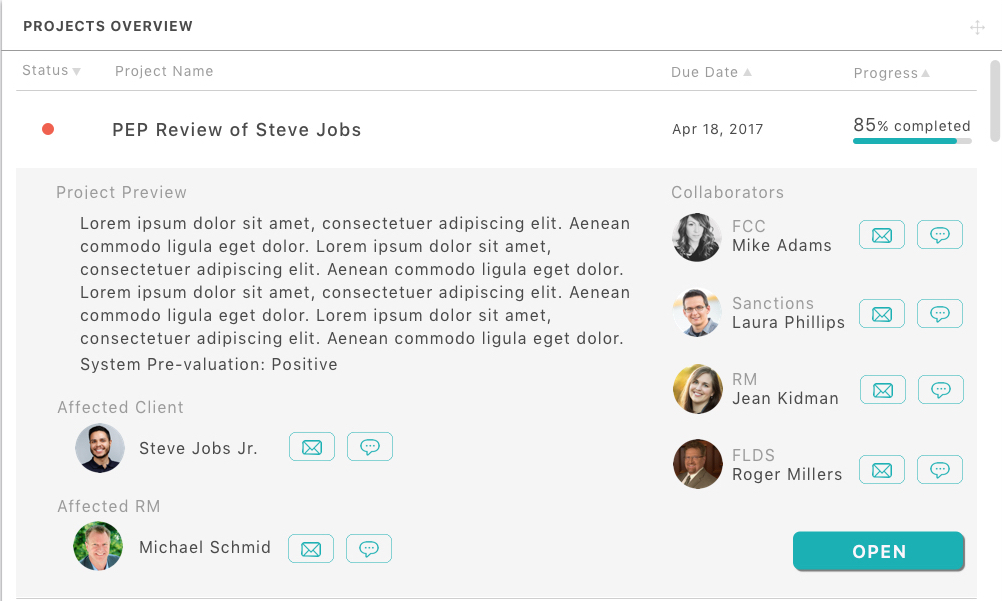 PROJECTS OVERVIEW
Status Project Name Due Date Progress
PEP Review of Steve Jobs Apr 18, 2017 85% completed
Project Preview
Lorem ipsum dolor sit amet, consectetuer adipiscing elit. Aenean
commodo ligula eget dolor. Lorem ipsum dolor sit amet,
consectetuer adipiscing elit. Aenean commodo ligula eget dolor.
Lorem ipsum dolor sit amet, consectetuer adipiscing elit. Aenean
commodo ligula eget dolor. Lorem ipsum dolor sit amet,
consectetuer adipiscing elit. Aenean commodo ligula eget dolor.
System Pre-valuation: Positive
Affected Client
Steve Jobs Jr.
Affected RM
Michael Schmid
Collaborators
FCC
Mike Adams
Sanctions
Laura Phillips
RM
Jean Kidman
FLDS
Roger Millers
OPEN